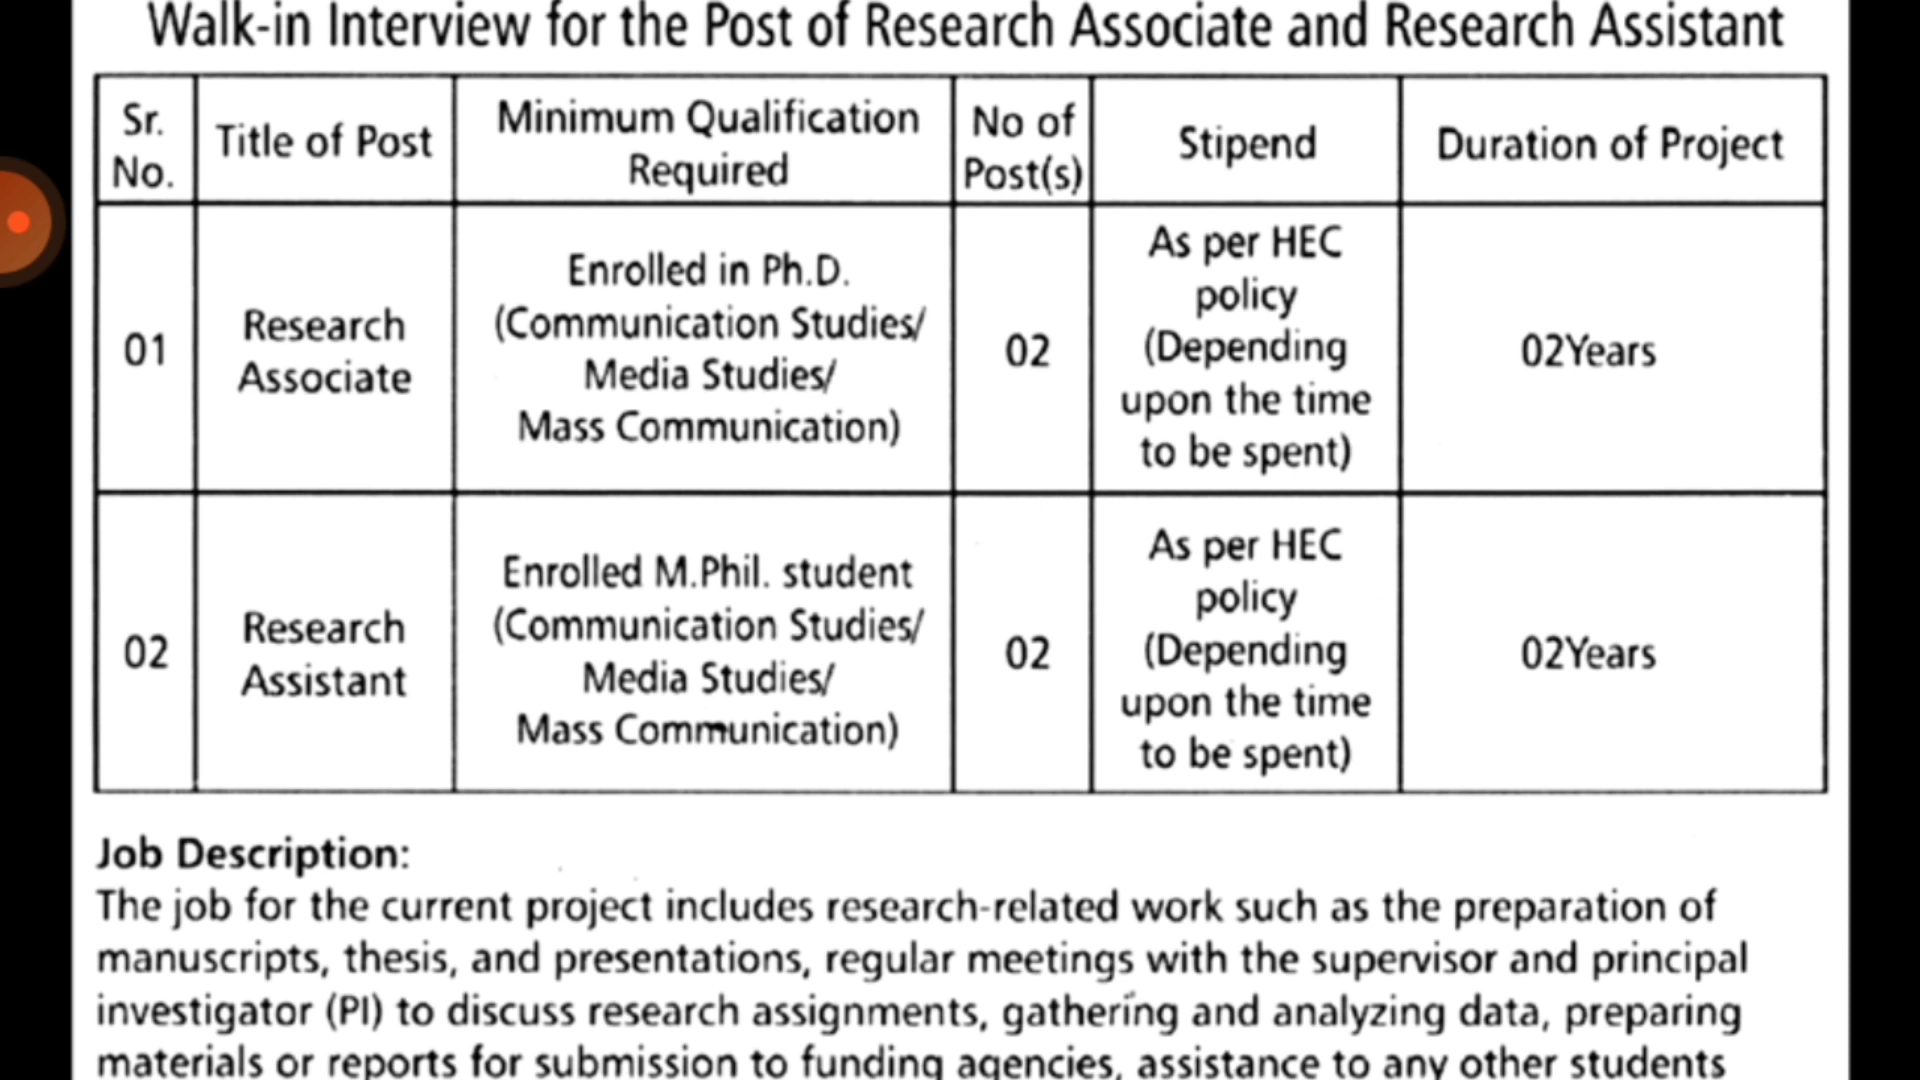 Walk-in Interview for the Post of Research Associate and Research Assistant
Sr.
No.
Title of Post
Minimum Qualification
Required
No of
Post(s)
Stipend
Duration of Project
01
Research
Associate
Enrolled in Ph.D.
(Communication Studies/
Media Studies/
Mass Communication)
02
As per HEC
policy
(Depending
upon the time
to be spent)
02Years
02
Research
Assistant
Enrolled M.Phil. student
(Communication Studies/
Media Studies/
Mass Communication)
02
As per HEC
policy
(Depending
upon the time
to be spent)
02Years
Job Description:
The job for the current project includes research-related work such as the preparation of
manuscripts, thesis, and presentations, regular meetings with the supervisor and principal
investigator (PI) to discuss research assignments, gathering and analyzing data, preparing
materials or reports for submission to funding agencies, assistance to any other students